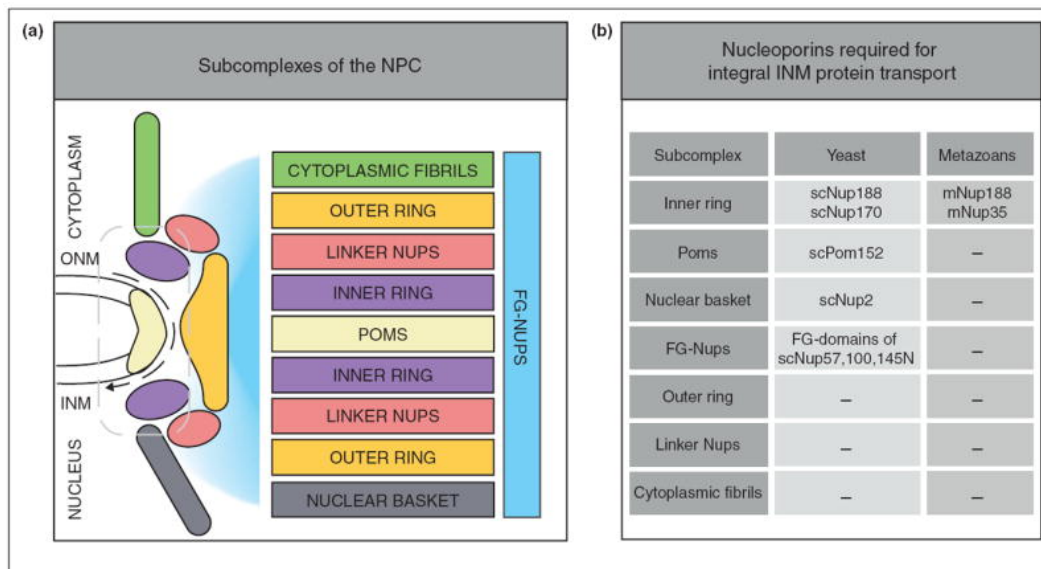 (a)
Subcomplexes of the NPC
CYTOPLASM
ONM
INM
NUCLEUS
CYTOPLASMIC FIBRILS
OUTER RING
LINKER NUPS
INNER RING
POMS
INNER RING
LINKER NUPS
OUTER RING
NUCLEAR BASKET
FG-NUPS
(b)
Nucleoporins required for
integral INM protein transport
Subcomplex Yeast Metazoans
Inner ring scNup188 mNup188
scNup170 mNup35
Poms scPom152 –
Nuclear basket scNup2 –
FG-Nups FG-domains of –
scNup57,100,145N
Outer ring – –
Linker Nups – –
Cytoplasmic fibrils – –